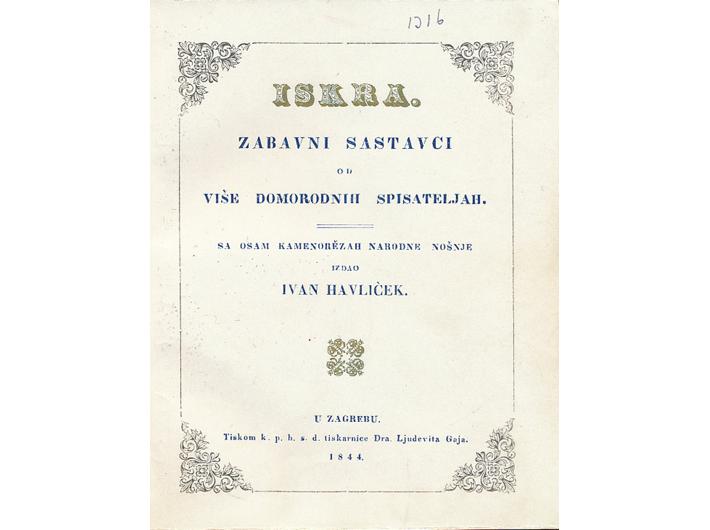 1316
ISKRA.
ZABAVNI SASTAVCI
OD
VIŠE DOMORODNIH SPISATELJAH.
SA OSAM KAMENORĚZAH NARODNE NOŠNJE
IZDAO
IVAN HAVLIČEK.
U ZAGREBU.
Tiskom k. p. h. s. d. tiskarnice Dra. Ljudevita Gaja.
1844.